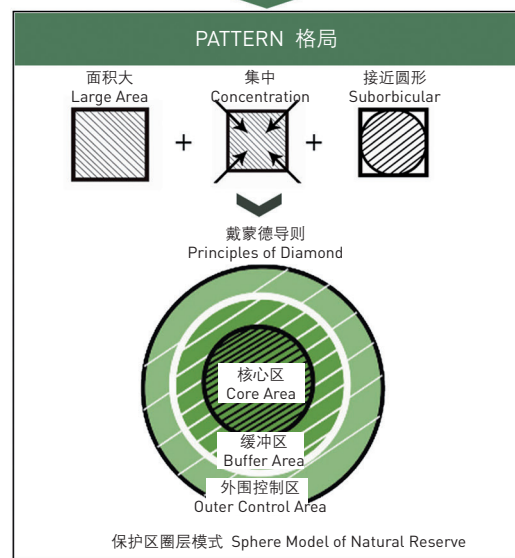 PATTERN 格局
面积大
Large Area
集中
Concentration
接近圆形
Suborbicular
+
+
戴蒙德导则
Principles of Diamond
核心区
Core Area
缓冲区
Buffer Area
外围控制区
Outer Control Area
保护区圈层模式 Sphere Model of Natural Reserve